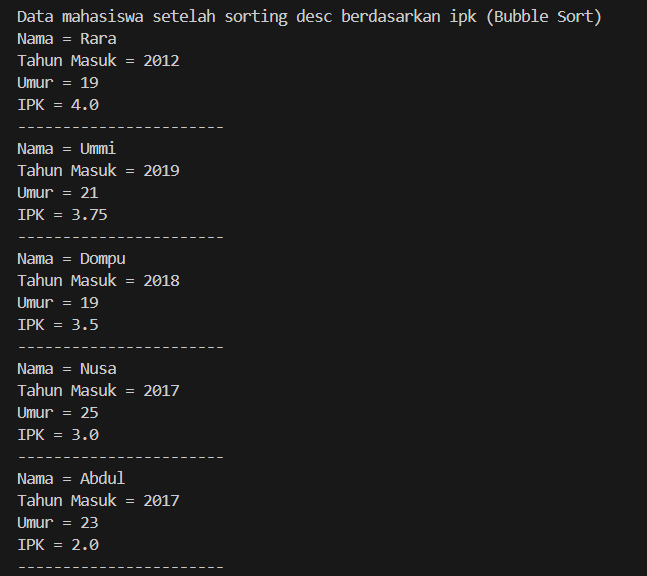 Data mahasiswa setelah sorting desc berdasarkan ipk (Bubble Sort)
Nama = Rara
Tahun Masuk = 2012
Umur = 19
IPK = 4.0
-----------------------
Nama = Ummi
Tahun Masuk = 2019
Umur = 21
IPK = 3.75
-----------------------
Nama = Dompu
Tahun Masuk = 2018
Umur = 19
IPK = 3.5
-----------------------
Nama = Nusa
Tahun Masuk = 2017
Umur = 25
IPK = 3.0
-----------------------
Nama = Abdul
Tahun Masuk = 2017
Umur = 23
IPK = 2.0
-----------------------